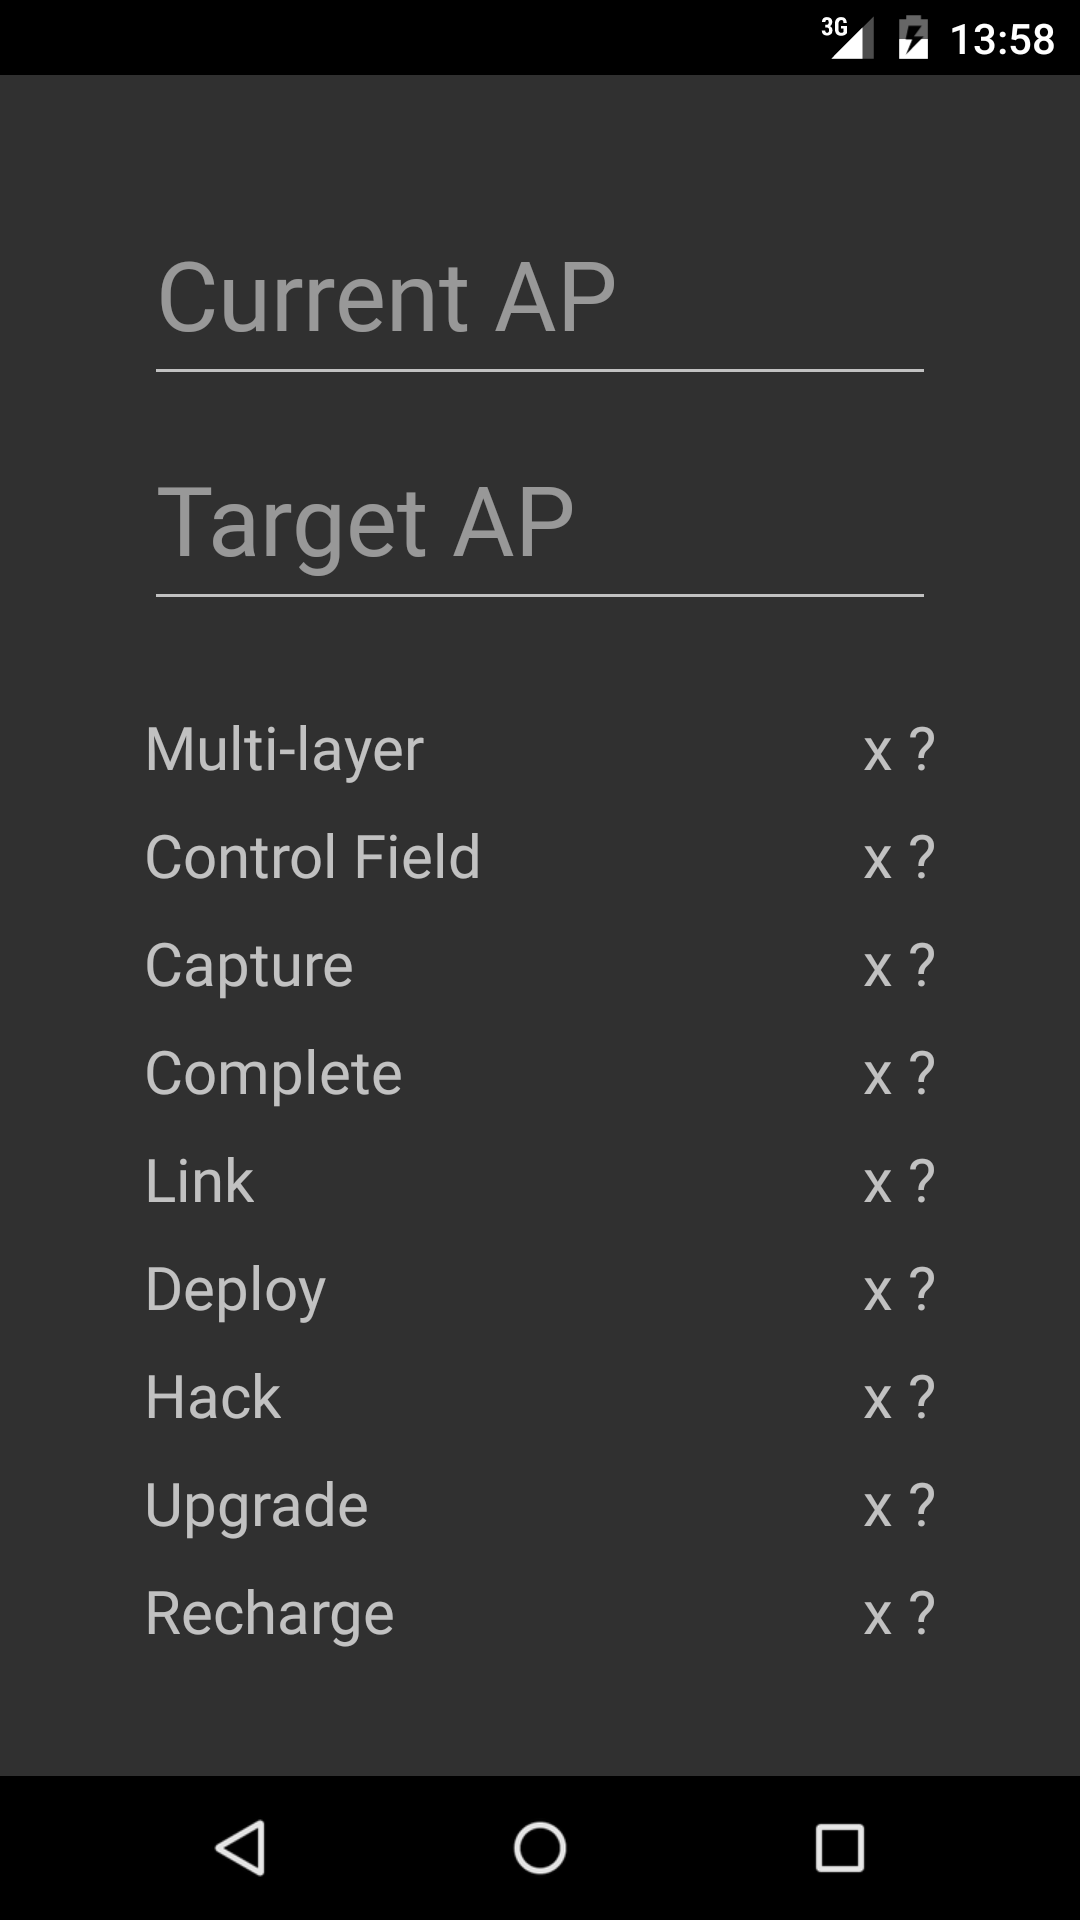 3G 13:58
Current AP
Target AP
Multi-layer x ?
Control Field x ?
Capture x ?
Complete x ?
Link x ?
Deploy x ?
Hack x ?
Upgrade x ?
Recharge x ?